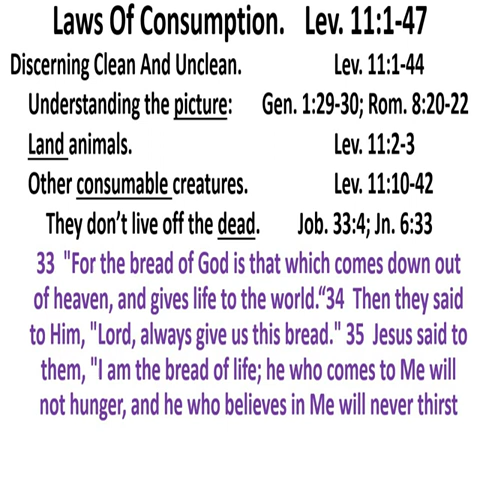 Laws Of Consumption. Lev. 11:1-47
Discerning Clean And Unclean. Lev. 11:1-44
Understanding the picture: Gen. 1:29-30; Rom. 8:20-22
Land animals. Lev. 11:2-3
Other consumable creatures. Lev. 11:10-42
They don’t live off the dead. Job. 33:4; Jn. 6:33
33 "For the bread of God is that which comes down out
of heaven, and gives life to the world.“34 Then they said
to Him, "Lord, always give us this bread." 35 Jesus said to
them, "I am the bread of life; he who comes to Me will
not hunger, and he who believes in Me will never thirst